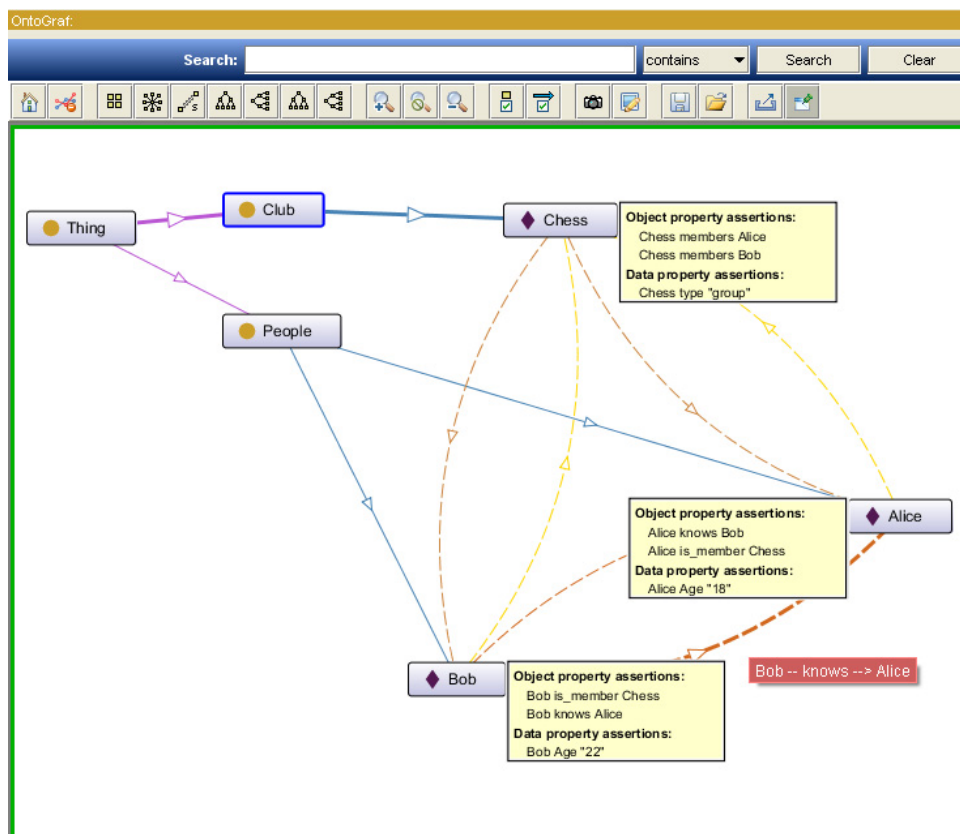 OntoGraf:
Search:
contains
Search
Clear
Thing
Club
Chess
Object property assertions:
Chess members Alice
Chess members Bob
Data property assertions:
Chess type "group"
People
Object property assertions:
Alice knows Bob
Alice is_member Chess
Data property assertions:
Alice Age "18"
Alice
Bob
Object property assertions:
Bob is_member Chess
Bob knows Alice
Data property assertions:
Bob Age "22"
Bob -- knows --> Alice